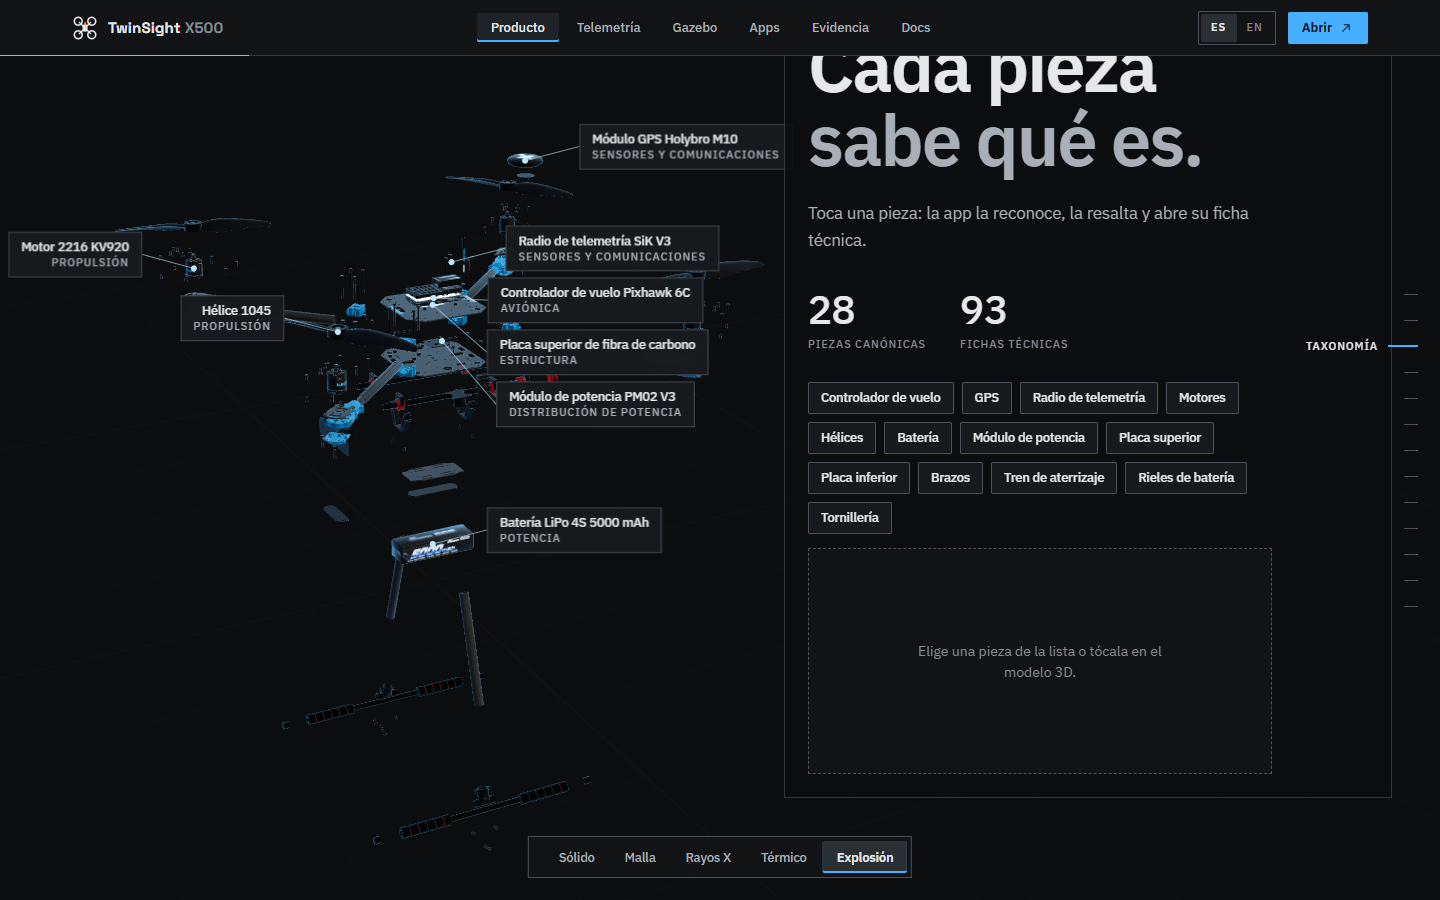 TwinSight X500
Producto
Telemetría
Gazebo
Apps
Evidencia
Docs
ES
EN
Abrir
Cada pieza
sabe qué es.
Toca una pieza: la app la reconoce, la resalta y abre su ficha
técnica.
28
PIEZAS CANÓNICAS
93
FICHAS TÉCNICAS
TAXONOMÍA
Controlador de vuelo
GPS
Radio de telemetría
Motores
Hélices
Batería
Módulo de potencia
Placa superior
Placa inferior
Brazos
Tren de aterrizaje
Rieles de batería
Tornillería
Elige una pieza de la lista o tócala en el
modelo 3D.
Módulo GPS Holybro M10
SENSORES Y COMUNICACIONES
Motor 2216 KV920
PROPULSIÓN
Radio de telemetría SiK V3
SENSORES Y COMUNICACIONES
Controlador de vuelo Pixhawk 6C
AVIÓNICA
Hélice 1045
PROPULSIÓN
Placa superior de fibra de carbono
ESTRUCTURA
Módulo de potencia PM02 V3
DISTRIBUCIÓN DE POTENCIA
Batería LiPo 4S 5000 mAh
POTENCIA
Sólido
Malla
Rayos X
Térmico
Explosión